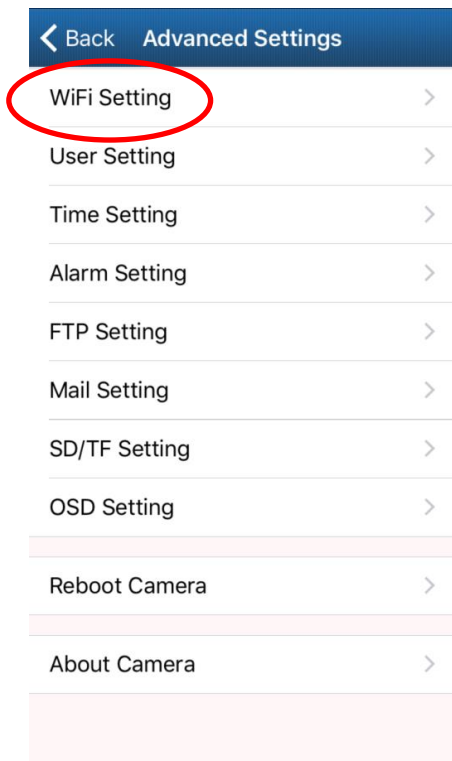 Back Advanced Settings
WiFi Setting
User Setting
Time Setting
Alarm Setting
FTP Setting
Mail Setting
SD/TF Setting
OSD Setting
Reboot Camera
About Camera